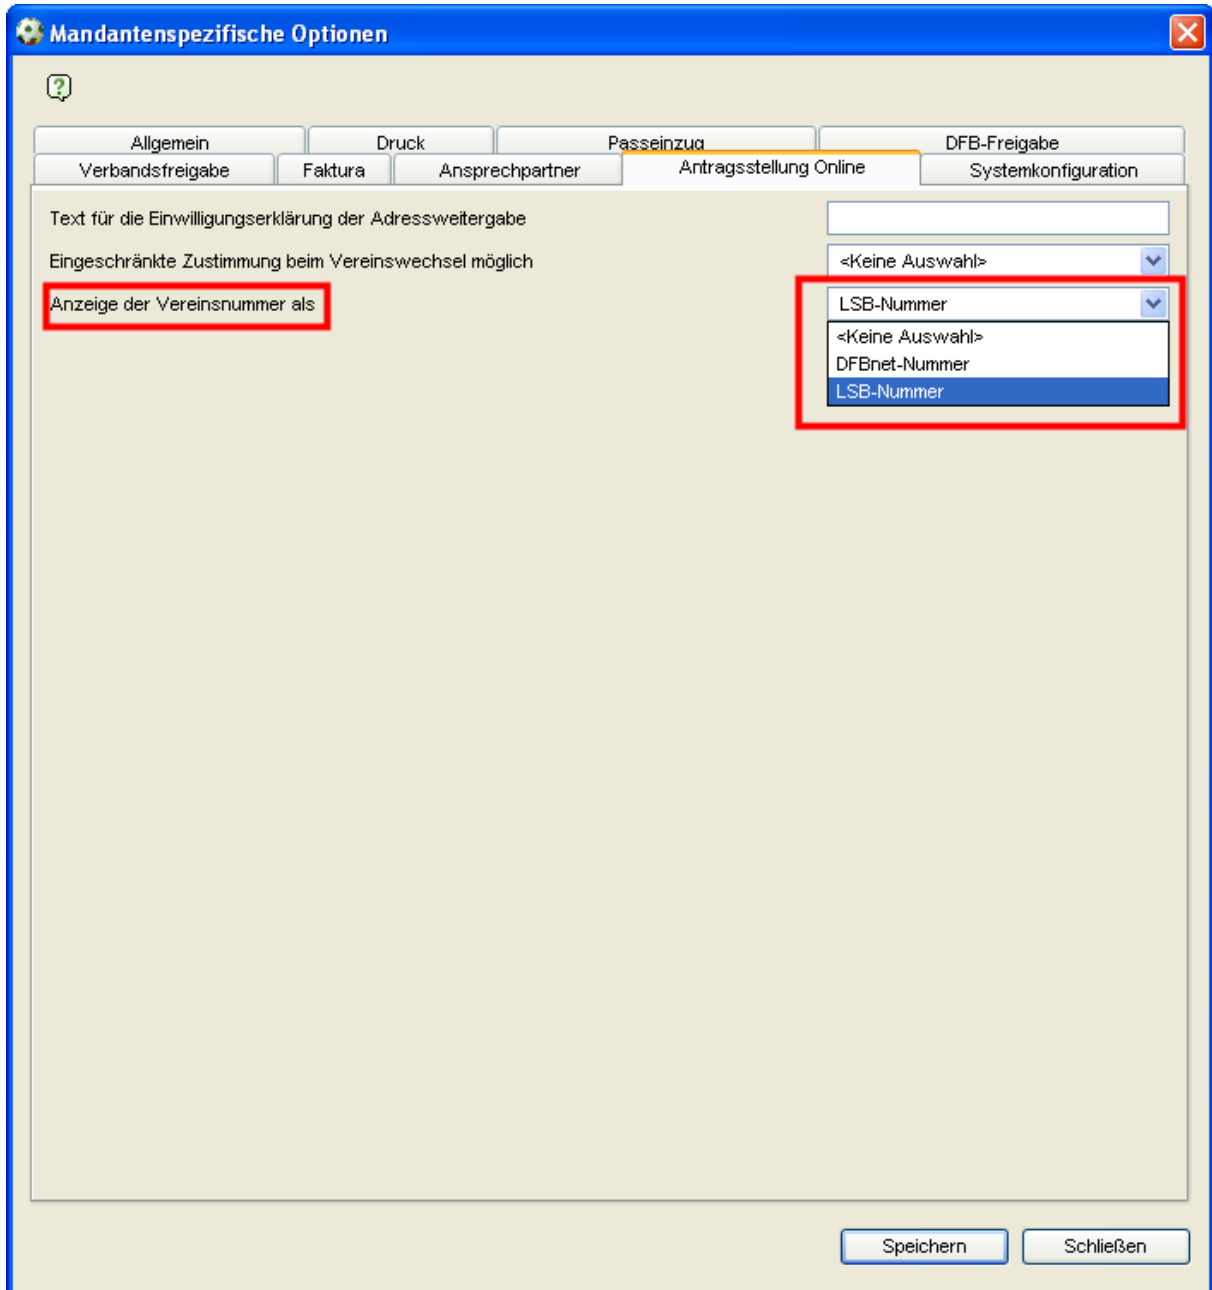 Mandantenspezifische Optionen
?
Allgemein Druck Passeinzug DFB-Freigabe
Verbandsfreigabe Faktura Ansprechpartner Antragsstellung Online Systemkonfiguration
Text für die Einwilligungserklärung der Adressweitergabe
Eingeschränkte Zustimmung beim Vereinswechsel möglich <Keine Auswahl>
Anzeige der Vereinsnummer als LSB-Nummer
<Keine Auswahl>
DFBnet-Nummer
LSB-Nummer
Speichern Schließen